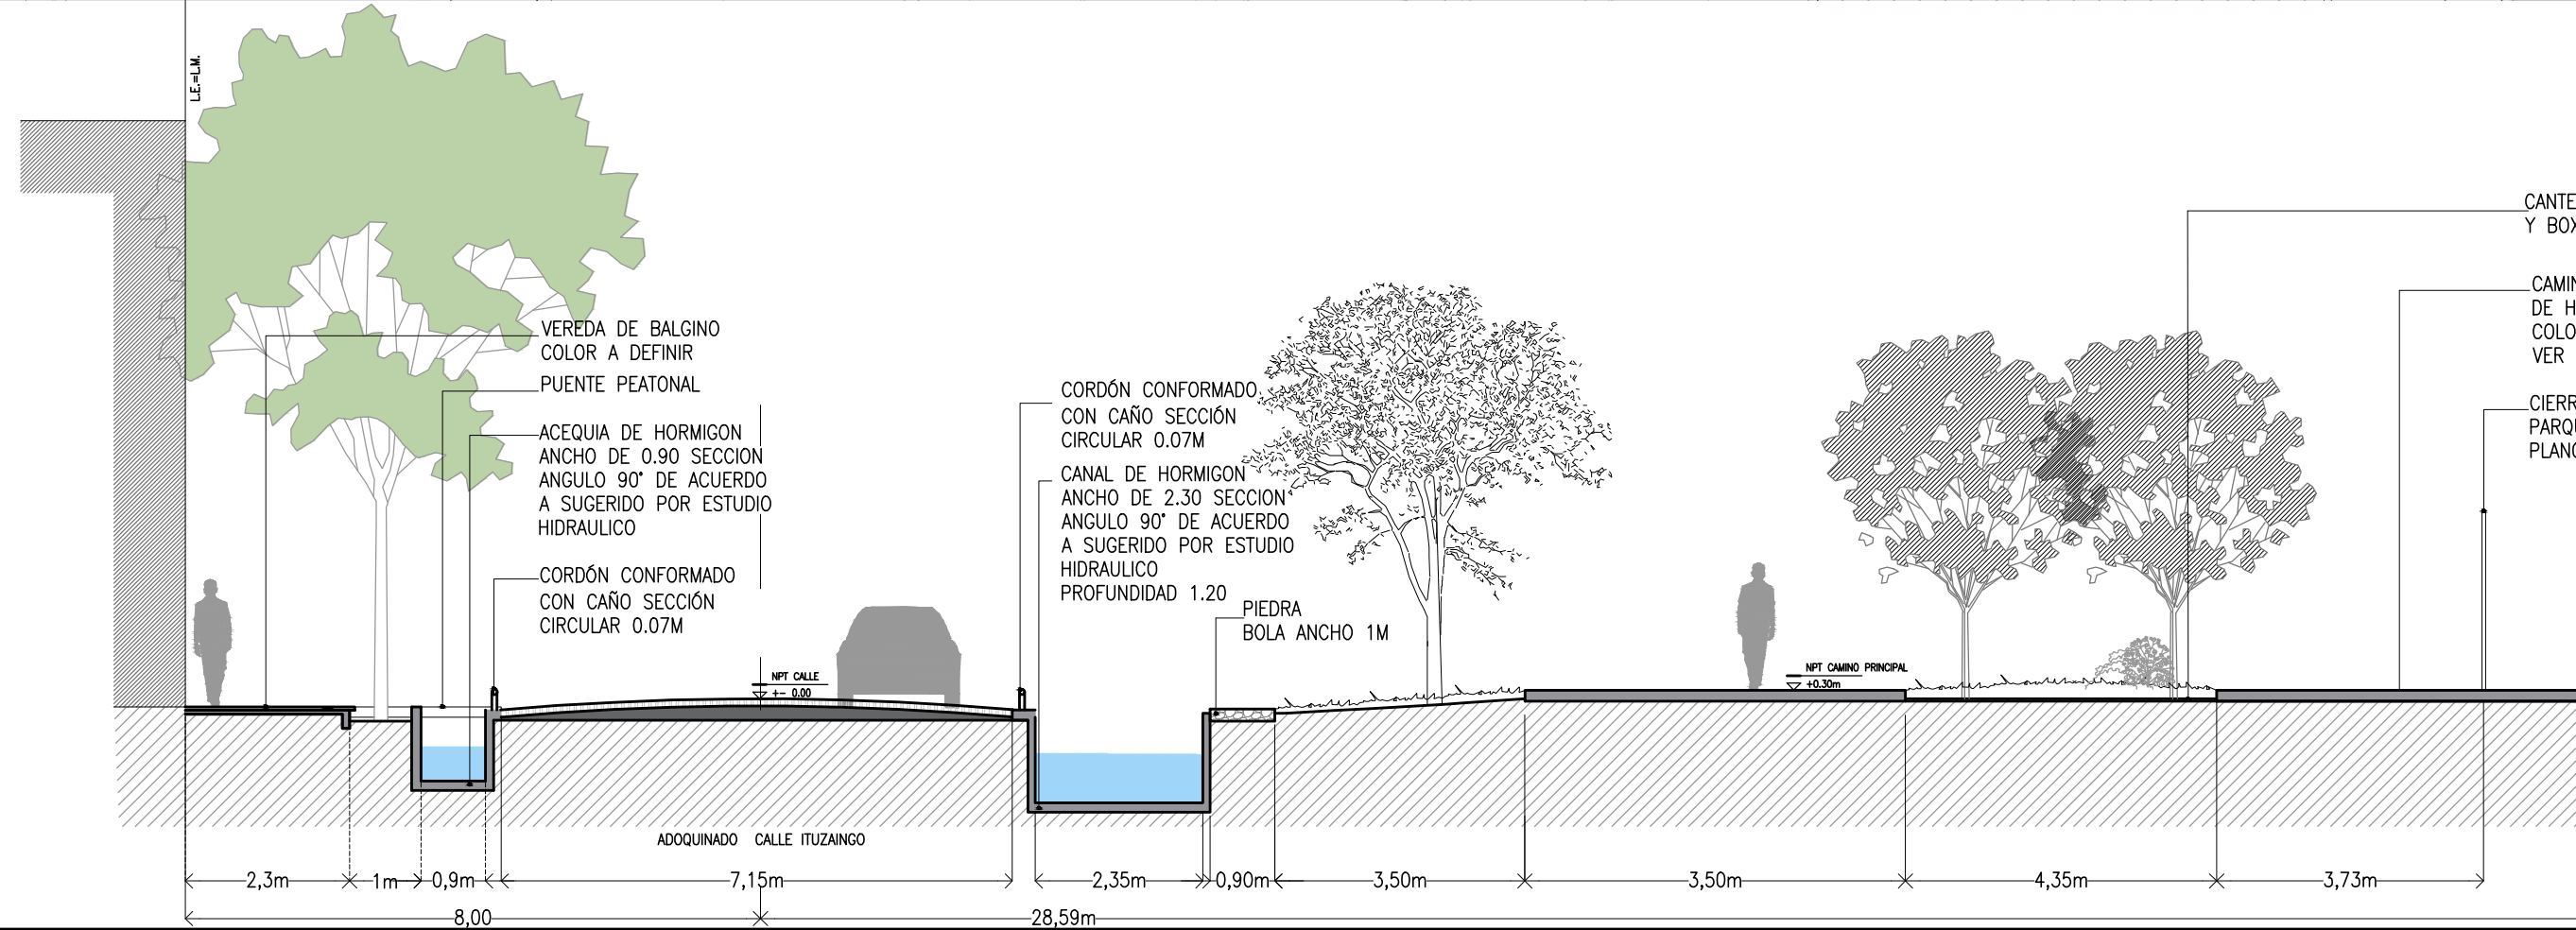 L.E.=L.M.
VEREDA DE BALGINO
COLOR A DEFINIR
PUENTE PEATONAL
ACEQUIA DE HORMIGON
ANCHO DE 0.90 SECCION
ANGULO 90° DE ACUERDO
A SUGERIDO POR ESTUDIO
HIDRAULICO
CORDÓN CONFORMADO
CON CAÑO SECCIÓN
CIRCULAR 0.07M
NPT CALLE
+- 0.00
CORDÓN CONFORMADO
CON CAÑO SECCIÓN
CIRCULAR 0.07M
CANAL DE HORMIGON
ANCHO DE 2.30 SECCION
ANGULO 90° DE ACUERDO
A SUGERIDO POR ESTUDIO
HIDRAULICO
PROFUNDIDAD 1.20
PIEDRA
BOLA ANCHO 1M
NPT CAMINO PRINCIPAL
+0.30m
CANTE
Y BOX
CAMIN
DE H
COLO
VER
CIERR
PARQU
PLANO
ADOQUINADO CALLE ITUZAINGO
2,3m 1m 0,9m 7,15m 2,35m 0,90m 3,50m 3,50m 4,35m 3,73m
8,00 28,59m